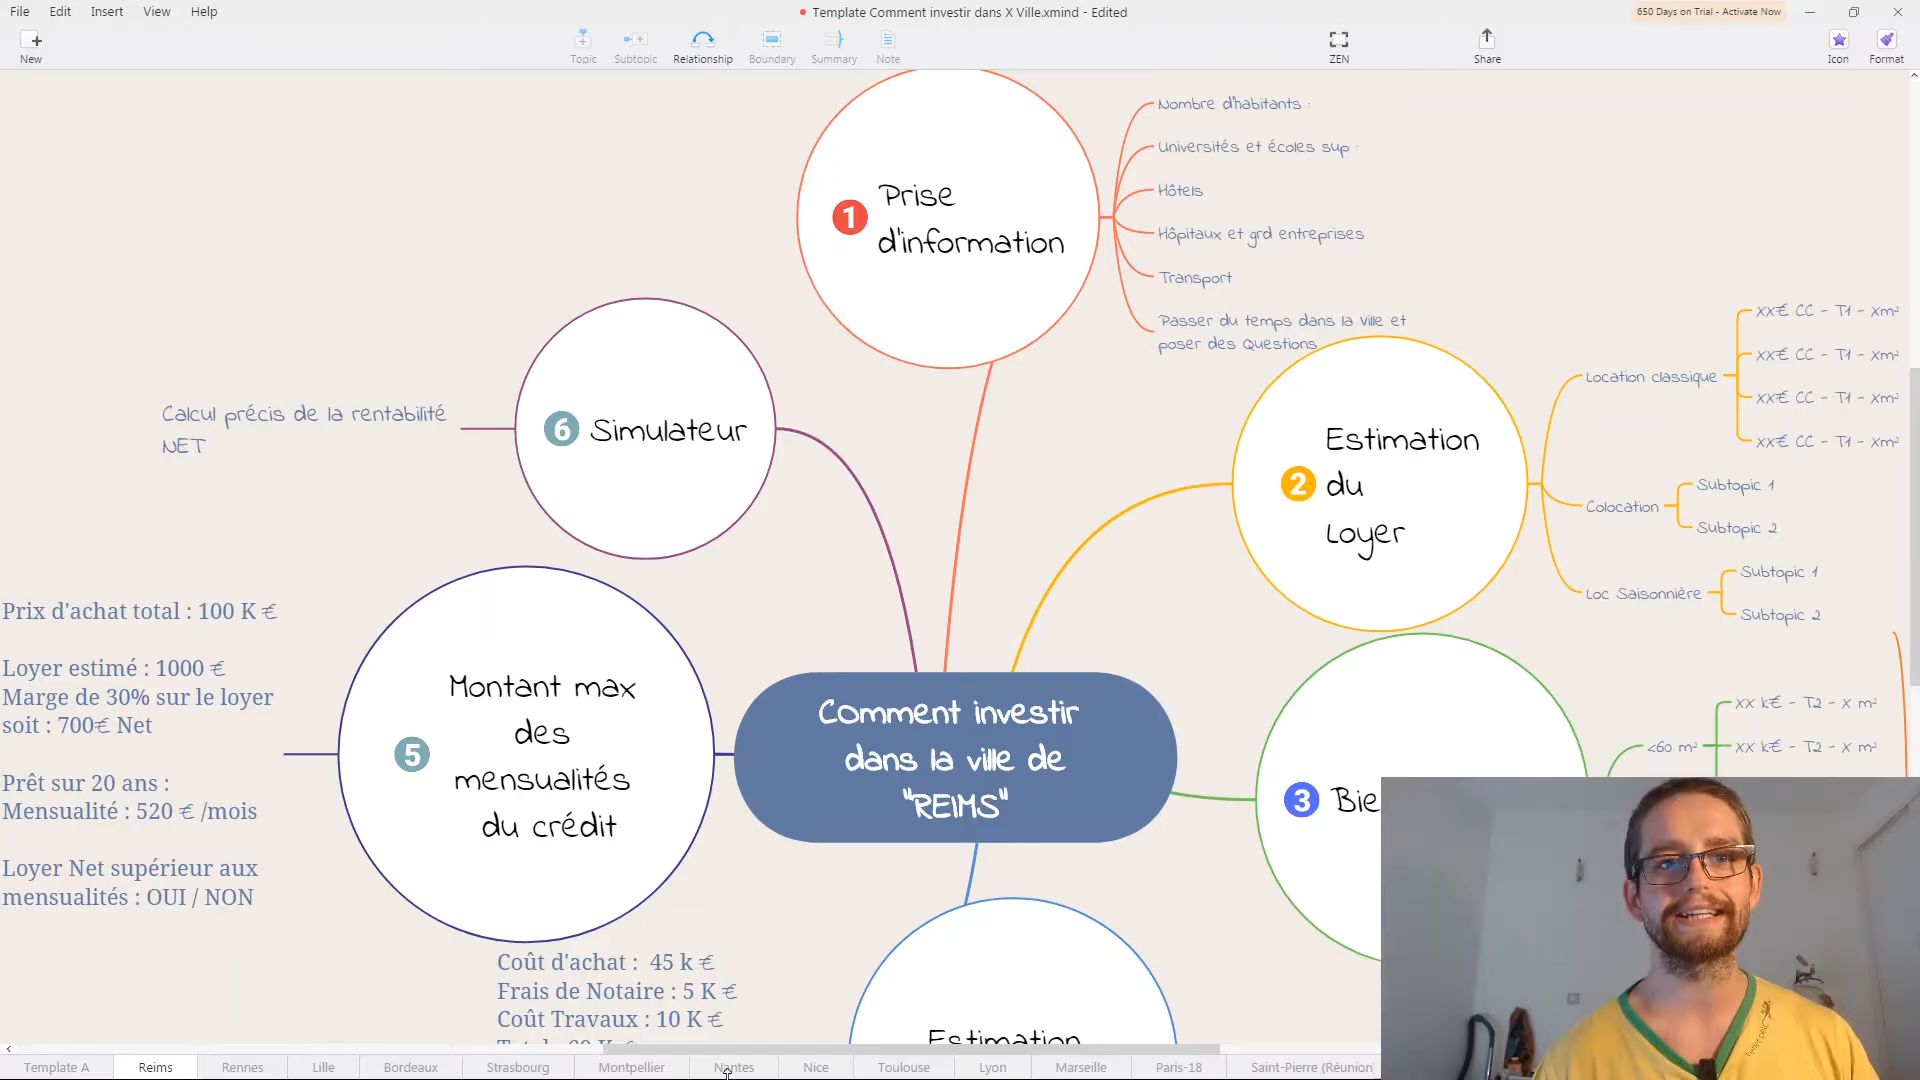 File Edit Insert View Help
Template Comment investir dans X Ville.xmind - Edited
650 Days on Trial - Activate Now
New
Topic
Subtopic
Relationship
Boundary
Summary
Note
ZEN
Share
Icon
Format
1 Prise
d'information
Nombre d'habitants :
Universités et écoles sup :
Hôtels
Hôpitaux et grd entreprises
Transport
Passer du temps dans la ville et
poser des Questions
2 Estimation
du
Loyer
Location classique
XX€ CC - T1 - Xm²
XX€ CC - T1 - Xm²
XX€ CC - T1 - Xm²
XX€ CC - T1 - Xm²
Colocation
Subtopic 1
Subtopic 2
Loc Saisonnière
Subtopic 1
Subtopic 2
6 Simulateur
Calcul précis de la rentabilité
NET
5 Montant max
des
mensualités
du crédit
Prix d'achat total : 100 K €
Loyer estimé : 1000 €
Marge de 30% sur le loyer
soit : 700€ Net
Prêt sur 20 ans :
Mensualité : 520 € /mois
Loyer Net supérieur aux
mensualités : OUI / NON
Comment investir
dans la ville de
"REIMS"
3 Bie
<60 m²
XX k€ - T2 - X m²
XX k€ - T2 - X m²
Coût d'achat : 45 k €
Frais de Notaire : 5 K €
Coût Travaux : 10 K €
Estimation
Template A
Reims
Rennes
Lille
Bordeaux
Strasbourg
Montpellier
Nantes
Nice
Toulouse
Lyon
Marseille
Paris-18
Saint-Pierre (Réunion